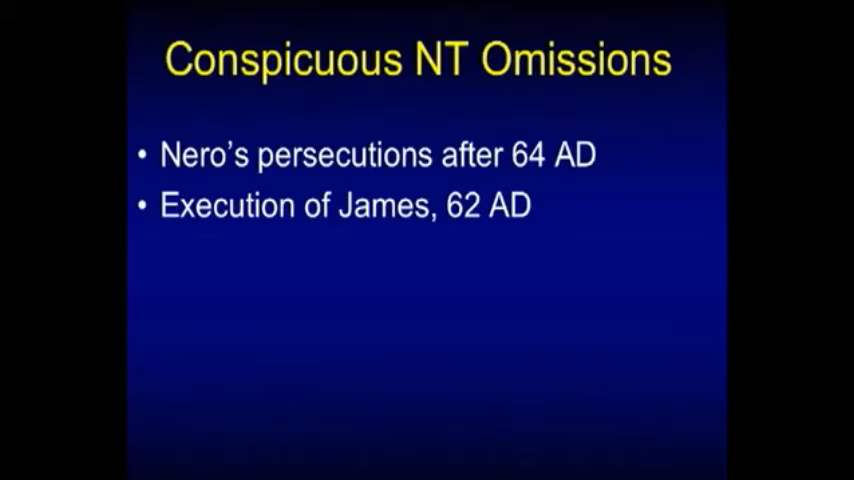 Conspicuous NT Omissions
• Nero's persecutions after 64 AD
• Execution of James, 62 AD